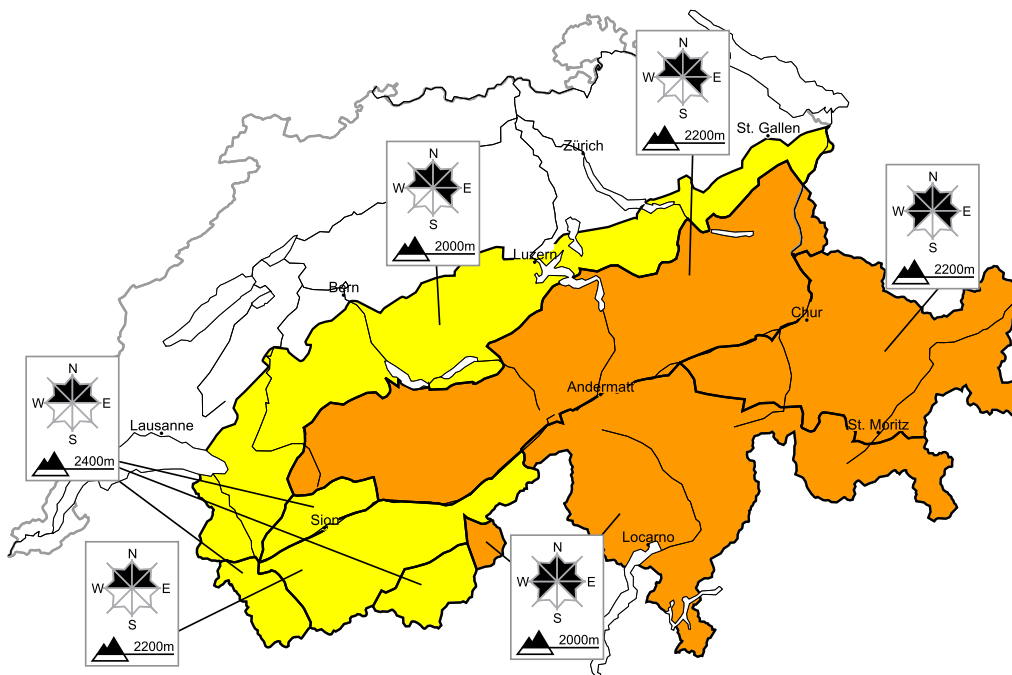 N
W E
S
2200m
St. Gallen
Zürich
N
W E
S
2000m
N
W E
S
2200m
Luzern
Bern
Chur
N
W E
S
2400m
Andermatt
Lausanne
St. Moritz
Sion
Locarno
N
W E
S
2200m
N
W E
S
2000m